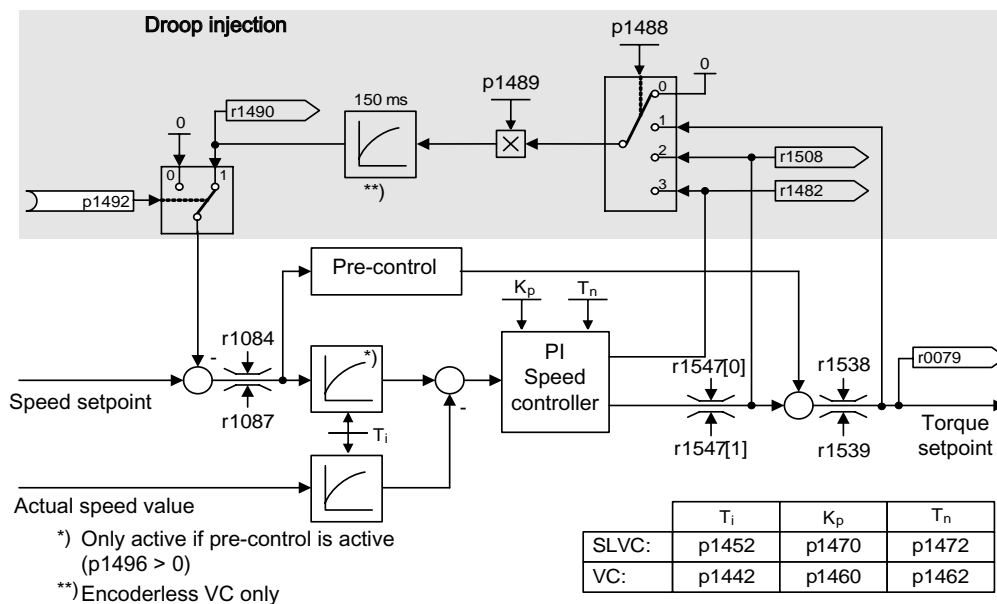 Droop injection
p1488
0
p1489
0
1
2
3
150 ms
r1490
**)
0
0
1
p1492
r1508
r1482
Pre-control
Kp
Tn
r1084
r1087
*)
PI
Speed
controller
r1547[0]
r1547[1]
r1538
r1539
r0079
Speed setpoint
Ti
Torque
setpoint
Actual speed value
-
-
*) Only active if pre-control is active
(p1496 > 0)
**) Encoderless VC only
Ti Kp Tn
SLVC: p1452 p1470 p1472
VC: p1442 p1460 p1462